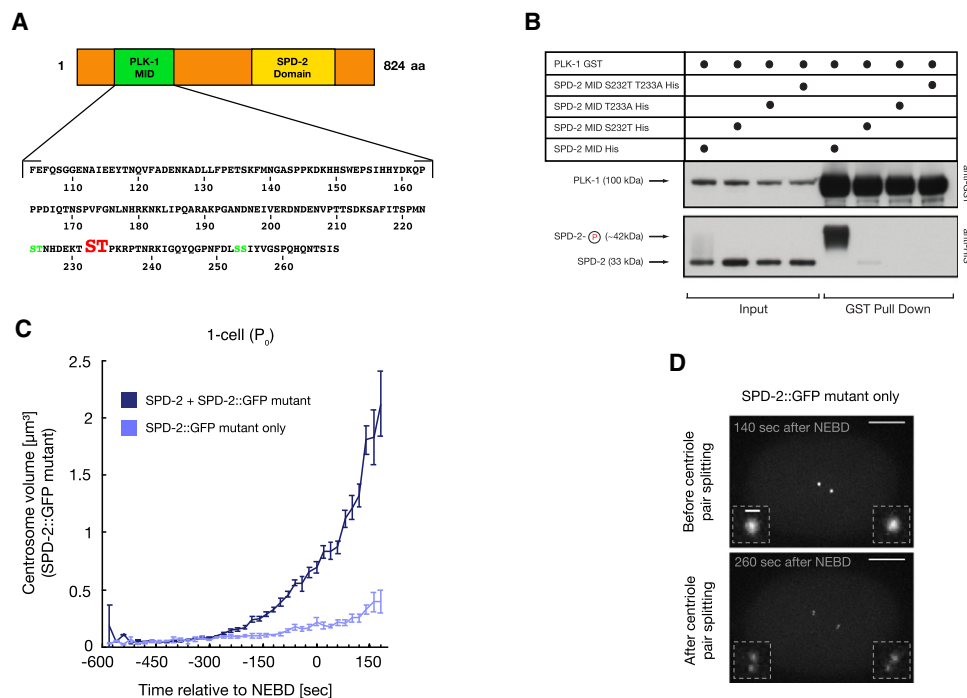 A
1
PLK-1
MID
SPD-2
Domain
824 aa
FEFQSGGENAIEEYTNQVFADENKADLLFPETSKFMNGASPPKDKHHSWEPSIHHYDKQP
110 120 130 140 150 162
PPDIQTNSPVFGNLNHRKNKLIPQARAKPGANDNEIVERDNDENVPTTSDKSAFITSPMN
170 180 190 200 210 220
STNHDEKTSTPKRPTNRKIGQYQGPNFDLSSIYVGSPQHQNTSIS
230 240 250 260
B
PLK-1 GST
SPD-2 MID S232T T233A His
SPD-2 MID T233A His
SPD-2 MID S232T His
SPD-2 MID His
PLK-1 (100 kDa)
anti-GST
SPD-2- P (~42kDa)
SPD-2 (33 kDa)
anti-HIS
Input
GST Pull Down
C
1-cell (P0)
Centrosome volume [µm³]
(SPD-2::GFP mutant)
2.5
2
1.5
1
0.5
0
SPD-2 + SPD-2::GFP mutant
SPD-2::GFP mutant only
-600 -450 -300 -150 0 150
Time relative to NEBD [sec]
D
SPD-2::GFP mutant only
Before centriole
pair splitting
140 sec after NEBD
After centriole
pair splitting
260 sec after NEBD